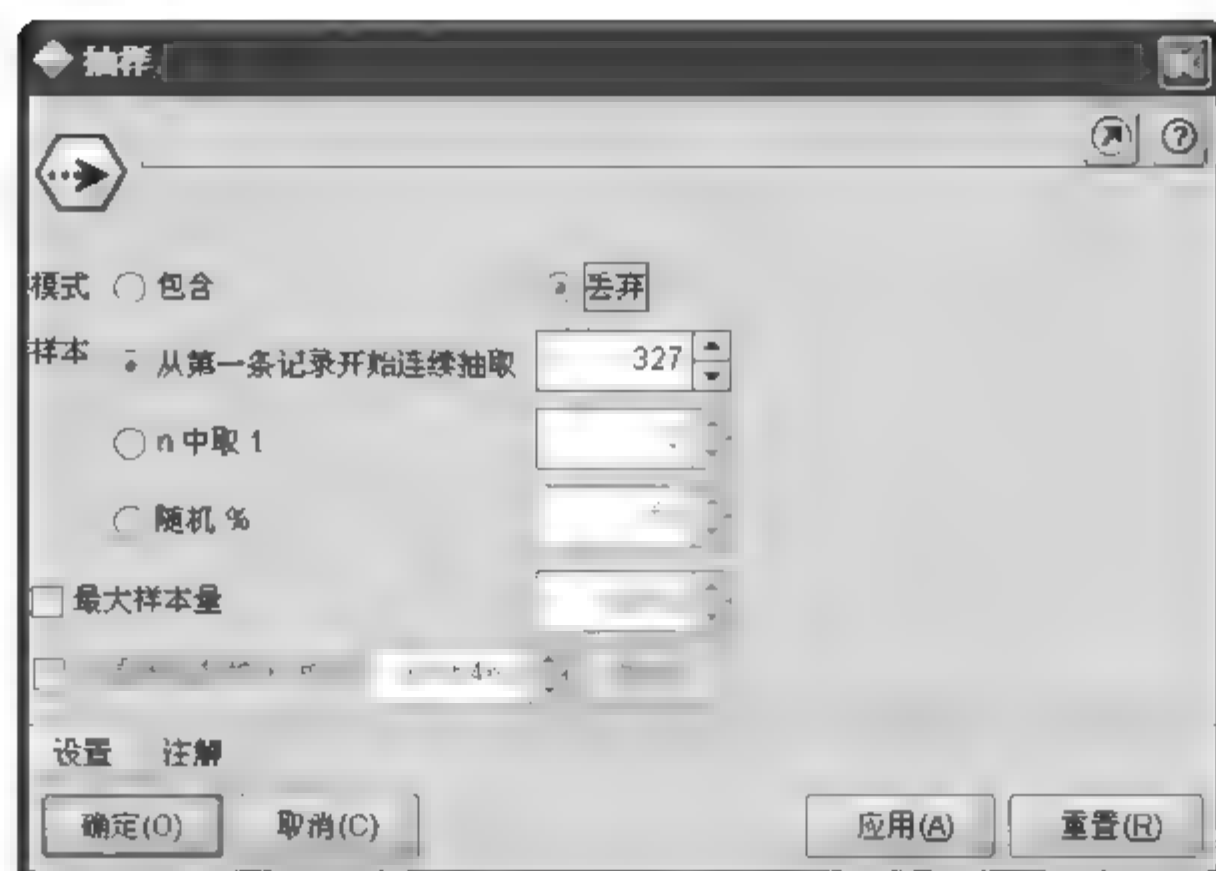 抽样
模式 包含 丢弃
样本 从第一条记录开始连续抽取 327
n 中取 1
随机 %
最大样本量
设置 注解
确定(O) 取消(C) 应用(A) 重置(R)